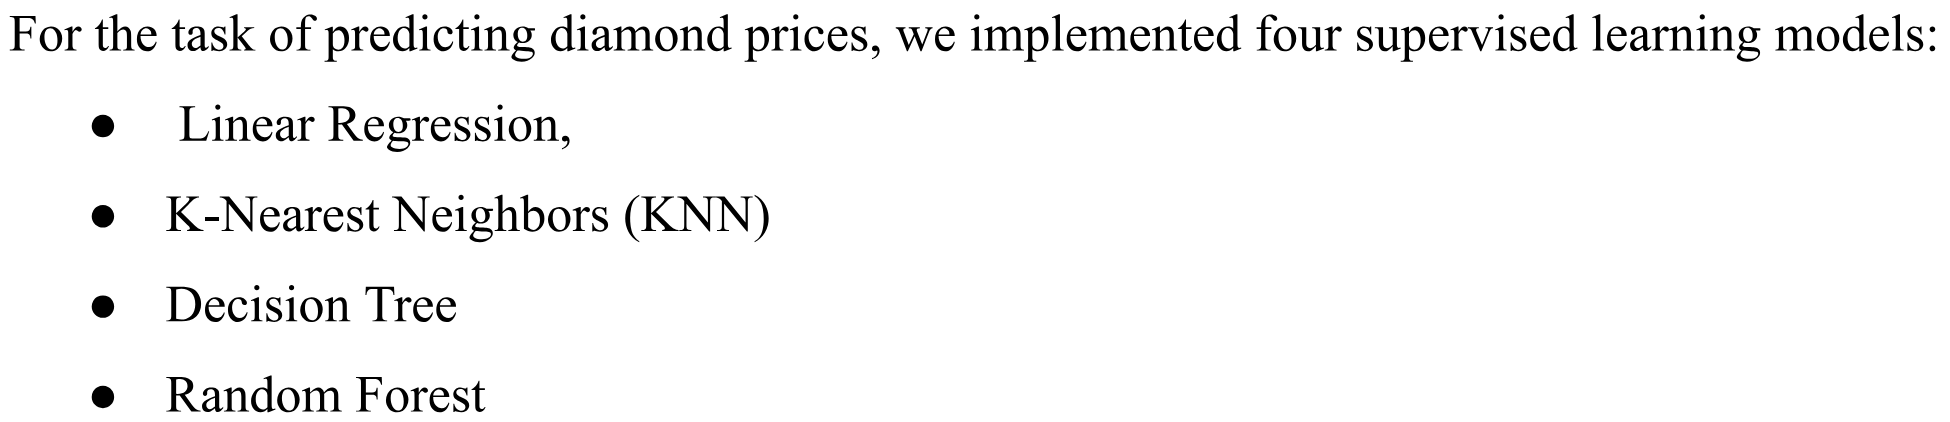 For the task of predicting diamond prices, we implemented four supervised learning models:
● Linear Regression,
● K-Nearest Neighbors (KNN)
● Decision Tree
● Random Forest